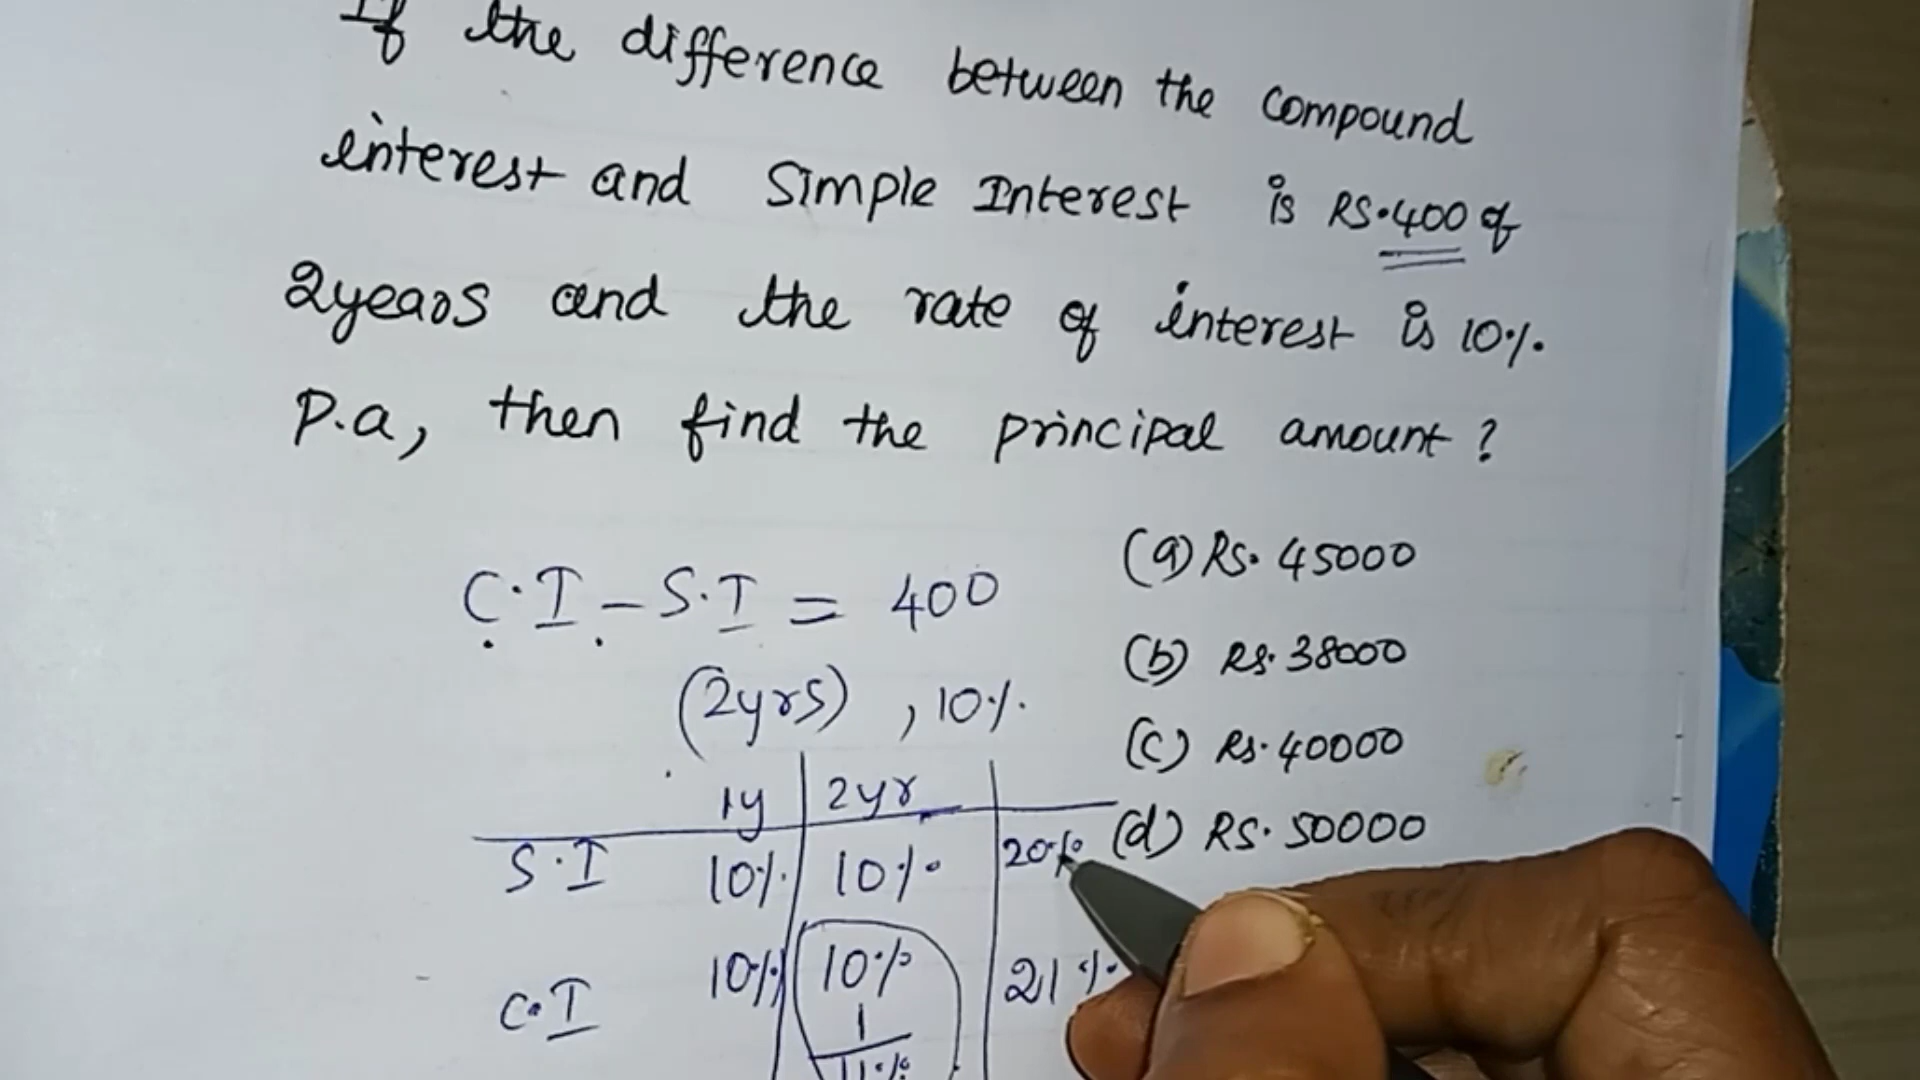 If the difference between the compound
interest and Simple Interest is RS.400 of
2years and the rate of interest is 10%.
P.a, then find the principal amount ?
C.I - S.I = 400
(2yrs) , 10%.
(a) Rs. 45000
(b) Rs. 38000
(c) Rs. 40000
(d) RS. 50000
1y 2yr
S.I 10%. 10% 20%
C.I 10% 10% 21%
1
11%